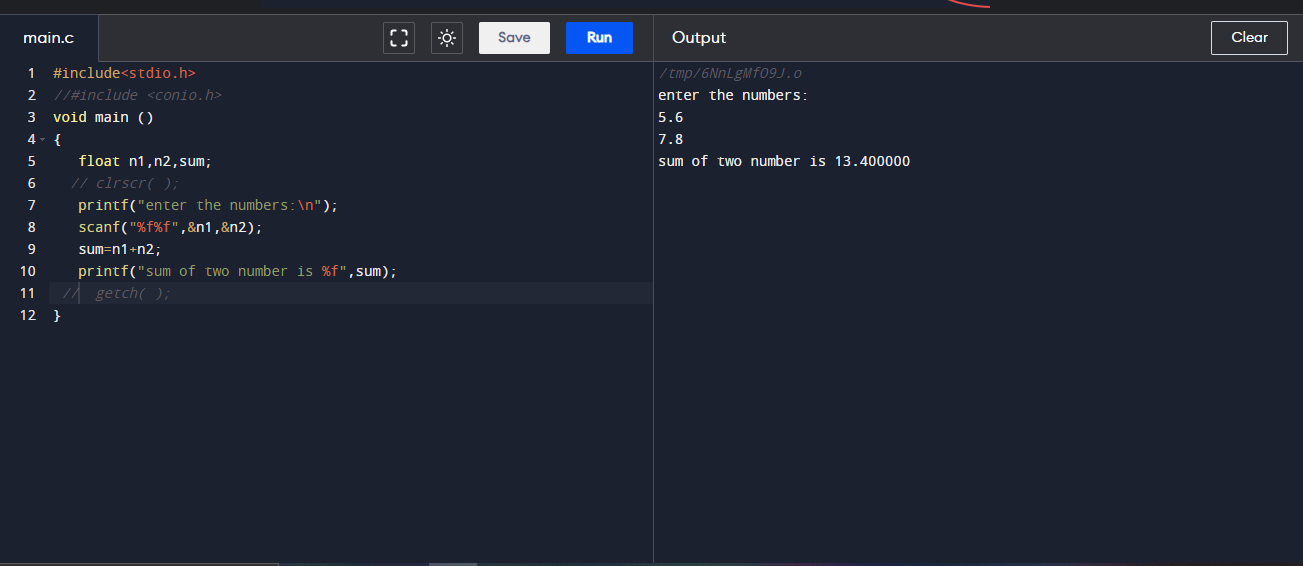 main.c
Save
Run
Output
Clear
1 #include<stdio.h>
2 //#include <conio.h>
3 void main ()
4 {
5 float n1,n2,sum;
6 // clrscr( );
7 printf("enter the numbers:\n");
8 scanf("%f%f",&n1,&n2);
9 sum=n1+n2;
10 printf("sum of two number is %f",sum);
11 // getch( );
12 }
/tmp/6NnLgMfO9J.o
enter the numbers:
5.6
7.8
sum of two number is 13.400000